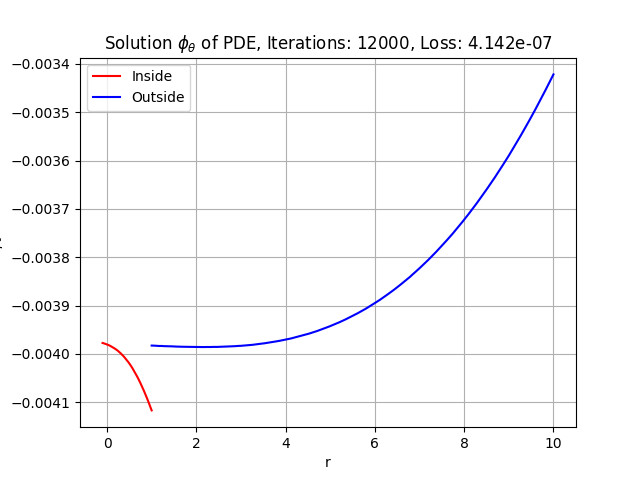 Solution ϕ_θ of PDE, Iterations: 12000, Loss: 4.142e-07
Inside
Outside
−0.0034
−0.0035
−0.0036
−0.0037
−0.0038
−0.0039
−0.0040
−0.0041
0 2 4 6 8 10
r